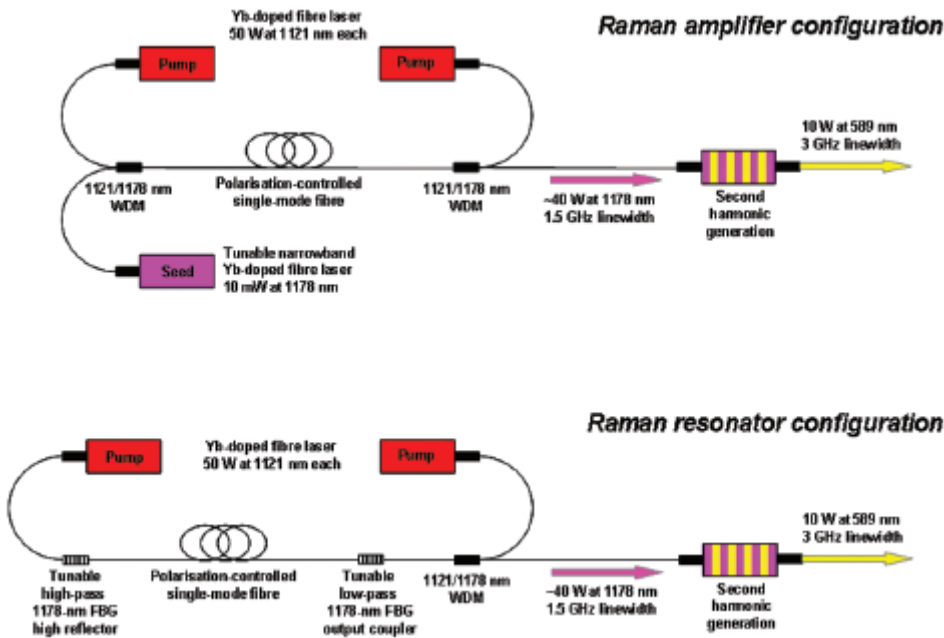 Yb-doped fibre laser
50 W at 1121 nm each
Raman amplifier configuration
Pump
Pump
10 W at 589 nm
3 GHz linewidth
1121/1178 nm
WDM
Polarisation-controlled
single-mode fibre
1121/1178 nm
WDM
~40 W at 1178 nm
1.5 GHz linewidth
Second
harmonic
generation
Seed
Tunable narrowband
Yb-doped fibre laser
10 mW at 1178 nm
Raman resonator configuration
Pump
Yb-doped fibre laser
50 W at 1121 nm each
Pump
10 W at 589 nm
3 GHz linewidth
Tunable
high-pass
1178-nm FBG
high reflector
Polarisation-controlled
single-mode fibre
Tunable
low-pass
1178-nm FBG
output coupler
1121/1178 nm
WDM
~40 W at 1178 nm
1.5 GHz linewidth
Second
harmonic
generation